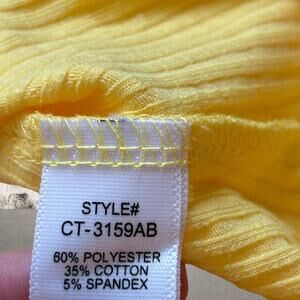 STYLE#
CT-3159AB
60% POLYESTER
35% COTTON
5% SPANDEX